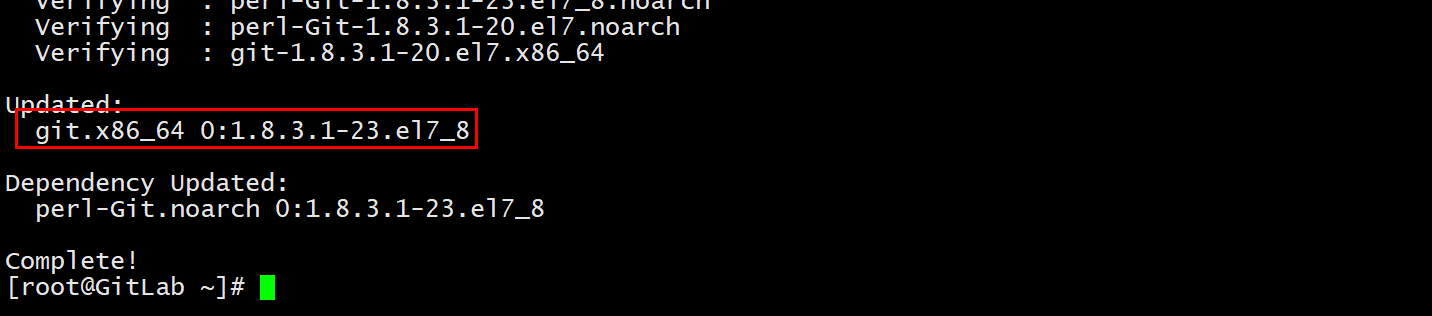 Verifying : perl-Git-1.8.3.1-23.el7_8.noarch
Verifying : perl-Git-1.8.3.1-20.el7.noarch
Verifying : git-1.8.3.1-20.el7.x86_64
Updated:
git.x86_64 0:1.8.3.1-23.el7_8
Dependency Updated:
perl-Git.noarch 0:1.8.3.1-23.el7_8
Complete!
[root@GitLab ~]#